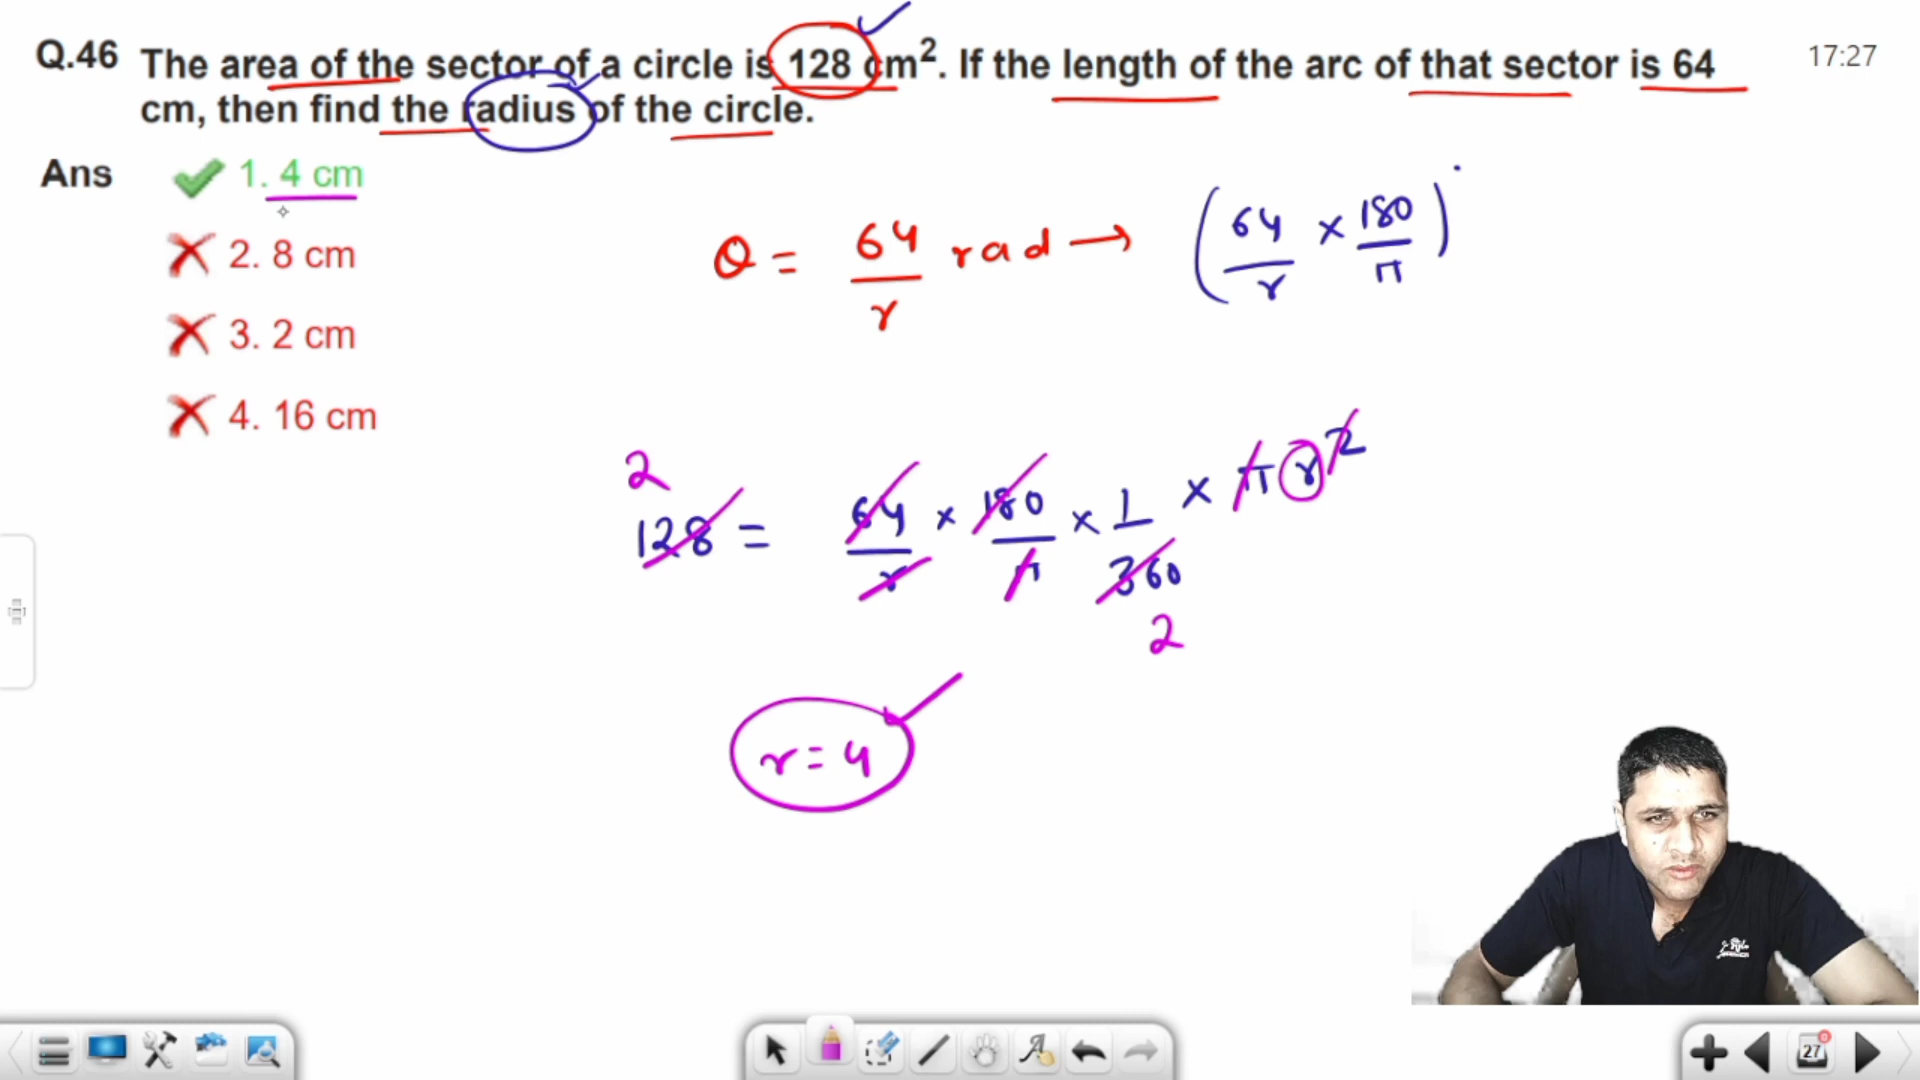 Q.46 The area of the sector of a circle is 128 cm². If the length of the arc of that sector is 64
17:27
cm, then find the radius of the circle.
Ans
1. 4 cm
2. 8 cm
3. 2 cm
4. 16 cm
θ = 64/r rad → (64/r × 180/π)°
2
128 = 64/r × 180/π × 1/360 × πr²
2
r = 4
27